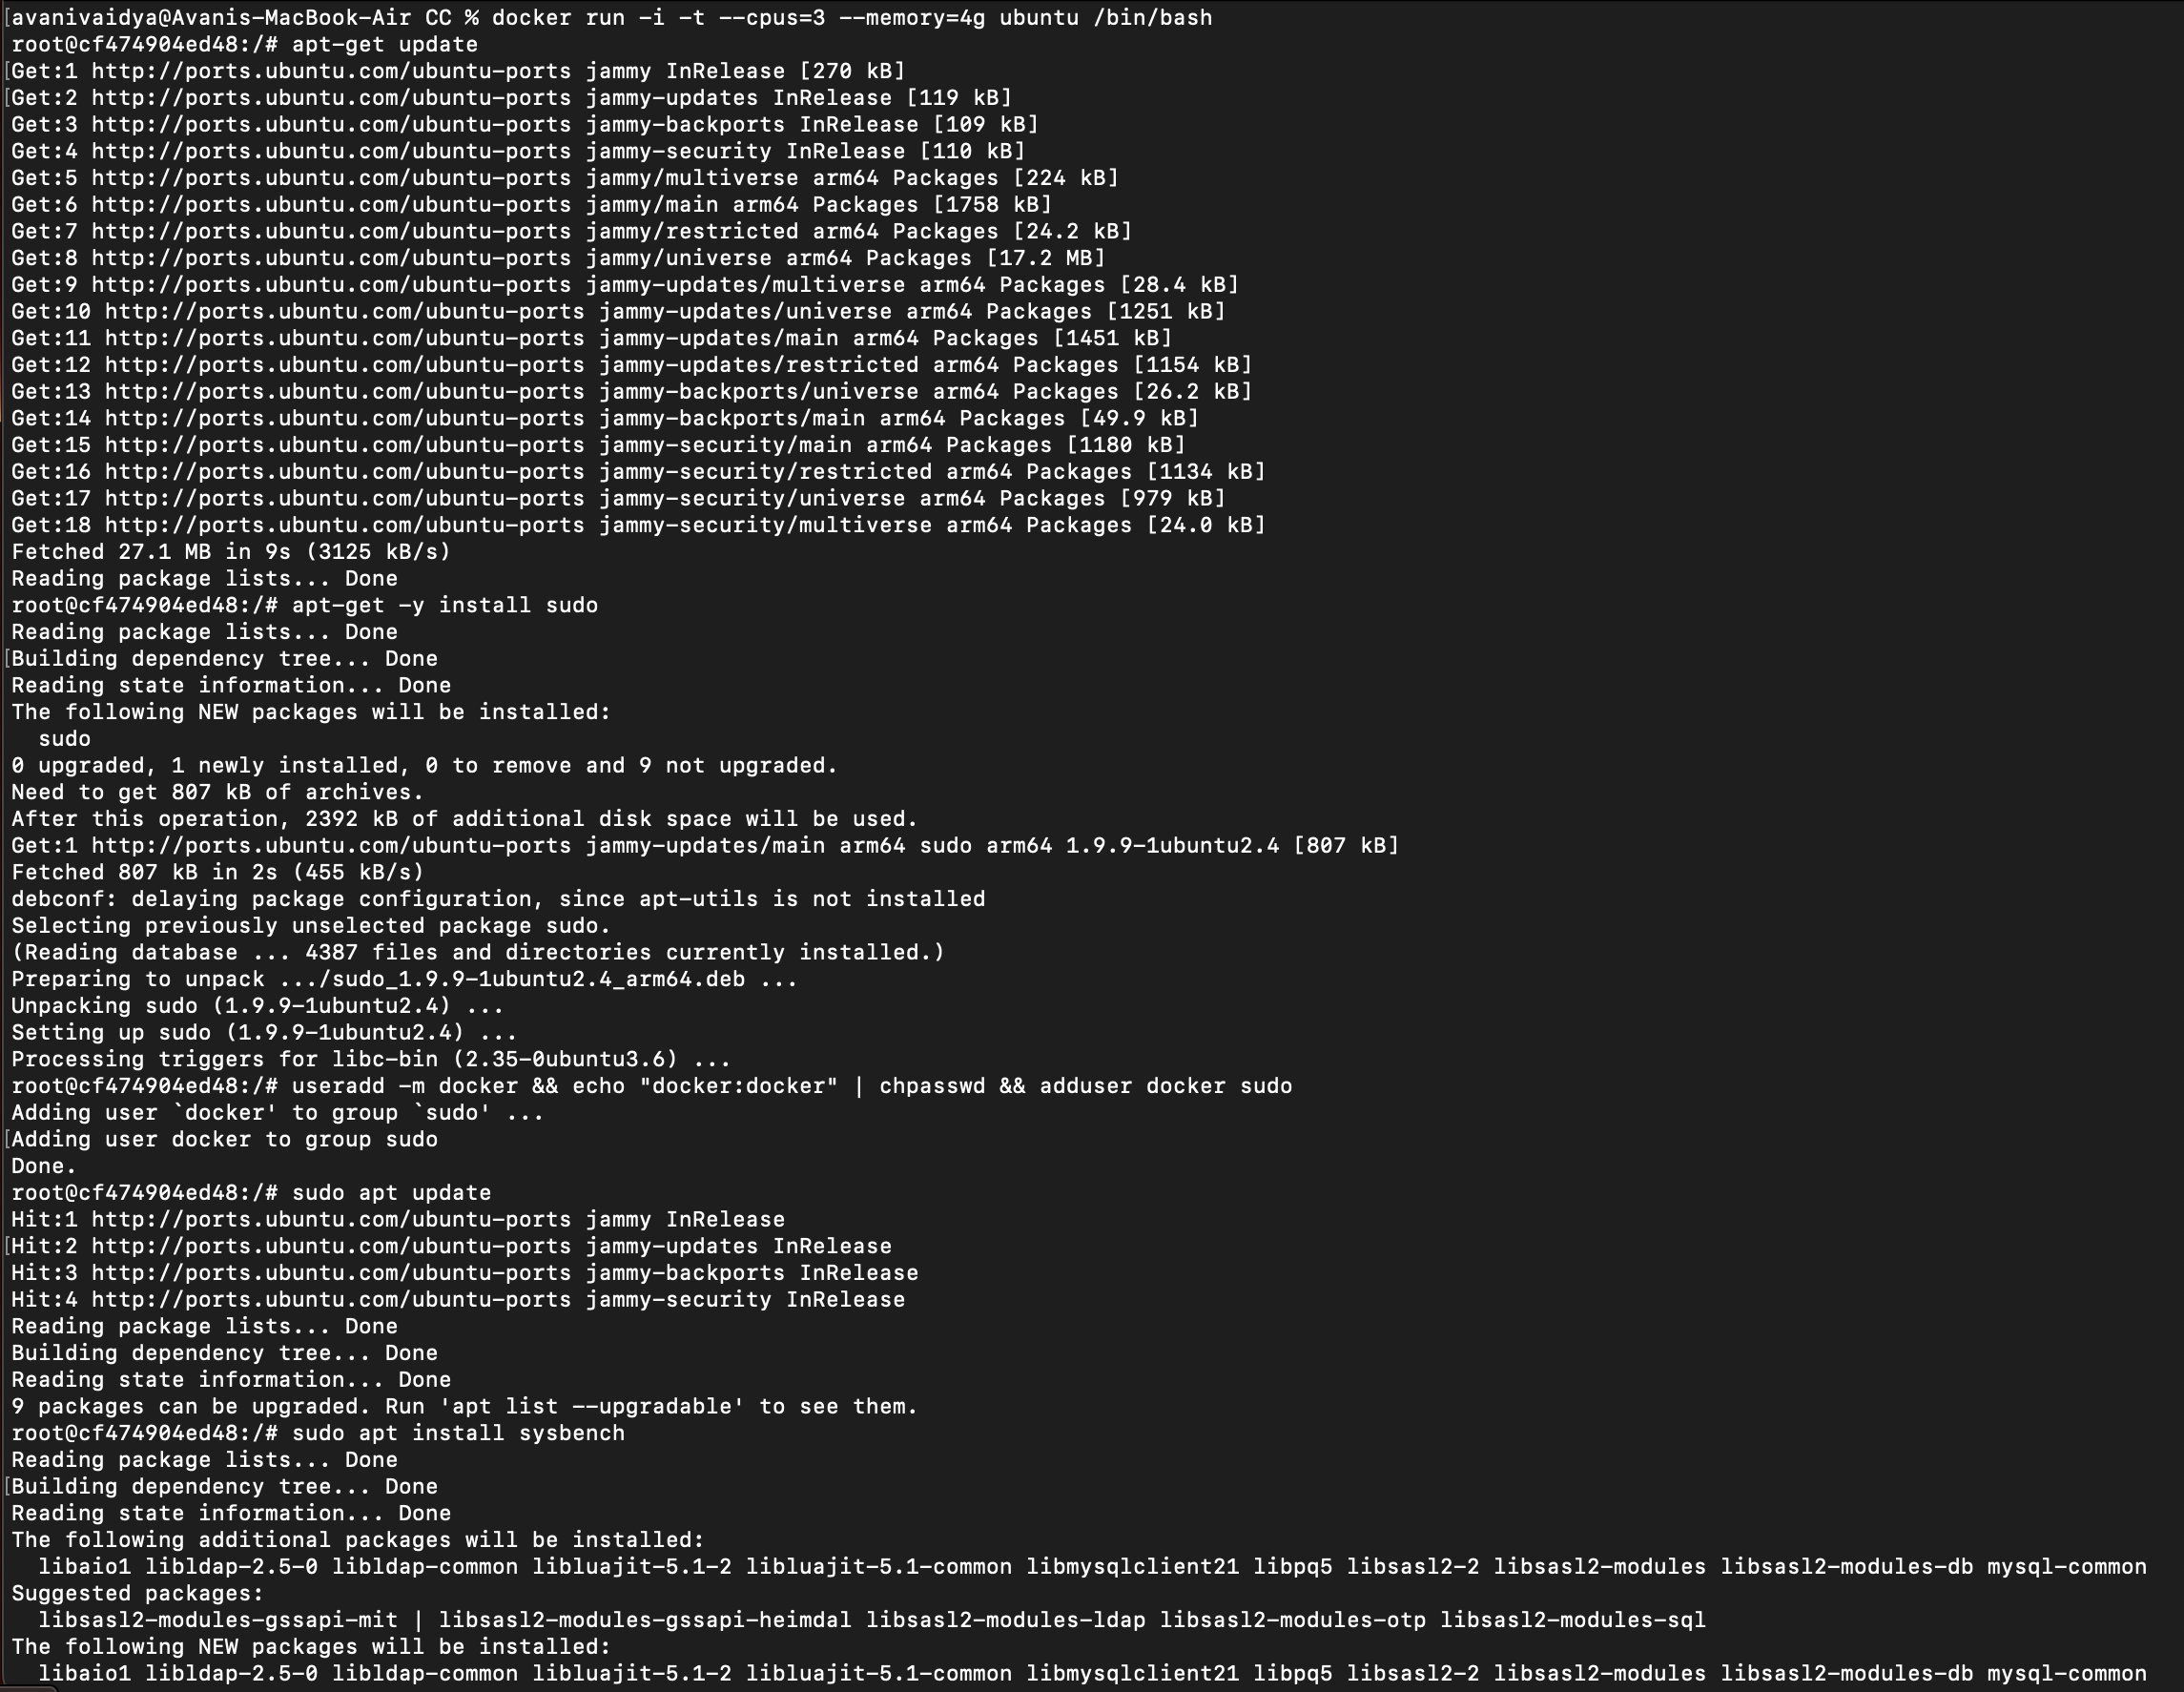 [avanivaidya@Avanis-MacBook-Air CC % docker run -i -t --cpus=3 --memory=4g ubuntu /bin/bash
root@cf474904ed48:/# apt-get update
[Get:1 http://ports.ubuntu.com/ubuntu-ports jammy InRelease [270 kB]
[Get:2 http://ports.ubuntu.com/ubuntu-ports jammy-updates InRelease [119 kB]
Get:3 http://ports.ubuntu.com/ubuntu-ports jammy-backports InRelease [109 kB]
Get:4 http://ports.ubuntu.com/ubuntu-ports jammy-security InRelease [110 kB]
Get:5 http://ports.ubuntu.com/ubuntu-ports jammy/multiverse arm64 Packages [224 kB]
Get:6 http://ports.ubuntu.com/ubuntu-ports jammy/main arm64 Packages [1758 kB]
Get:7 http://ports.ubuntu.com/ubuntu-ports jammy/restricted arm64 Packages [24.2 kB]
Get:8 http://ports.ubuntu.com/ubuntu-ports jammy/universe arm64 Packages [17.2 MB]
Get:9 http://ports.ubuntu.com/ubuntu-ports jammy-updates/multiverse arm64 Packages [28.4 kB]
Get:10 http://ports.ubuntu.com/ubuntu-ports jammy-updates/universe arm64 Packages [1251 kB]
Get:11 http://ports.ubuntu.com/ubuntu-ports jammy-updates/main arm64 Packages [1451 kB]
Get:12 http://ports.ubuntu.com/ubuntu-ports jammy-updates/restricted arm64 Packages [1154 kB]
Get:13 http://ports.ubuntu.com/ubuntu-ports jammy-backports/universe arm64 Packages [26.2 kB]
Get:14 http://ports.ubuntu.com/ubuntu-ports jammy-backports/main arm64 Packages [49.9 kB]
Get:15 http://ports.ubuntu.com/ubuntu-ports jammy-security/main arm64 Packages [1180 kB]
Get:16 http://ports.ubuntu.com/ubuntu-ports jammy-security/restricted arm64 Packages [1134 kB]
Get:17 http://ports.ubuntu.com/ubuntu-ports jammy-security/universe arm64 Packages [979 kB]
Get:18 http://ports.ubuntu.com/ubuntu-ports jammy-security/multiverse arm64 Packages [24.0 kB]
Fetched 27.1 MB in 9s (3125 kB/s)
Reading package lists... Done
root@cf474904ed48:/# apt-get -y install sudo
Reading package lists... Done
[Building dependency tree... Done
Reading state information... Done
The following NEW packages will be installed:
  sudo
0 upgraded, 1 newly installed, 0 to remove and 9 not upgraded.
Need to get 807 kB of archives.
After this operation, 2392 kB of additional disk space will be used.
Get:1 http://ports.ubuntu.com/ubuntu-ports jammy-updates/main arm64 sudo arm64 1.9.9-1ubuntu2.4 [807 kB]
Fetched 807 kB in 2s (455 kB/s)
debconf: delaying package configuration, since apt-utils is not installed
Selecting previously unselected package sudo.
(Reading database ... 4387 files and directories currently installed.)
Preparing to unpack .../sudo_1.9.9-1ubuntu2.4_arm64.deb ...
Unpacking sudo (1.9.9-1ubuntu2.4) ...
Setting up sudo (1.9.9-1ubuntu2.4) ...
Processing triggers for libc-bin (2.35-0ubuntu3.6) ...
root@cf474904ed48:/# useradd -m docker && echo "docker:docker" | chpasswd && adduser docker sudo
Adding user `docker' to group `sudo' ...
[Adding user docker to group sudo
Done.
root@cf474904ed48:/# sudo apt update
Hit:1 http://ports.ubuntu.com/ubuntu-ports jammy InRelease
[Hit:2 http://ports.ubuntu.com/ubuntu-ports jammy-updates InRelease
Hit:3 http://ports.ubuntu.com/ubuntu-ports jammy-backports InRelease
Hit:4 http://ports.ubuntu.com/ubuntu-ports jammy-security InRelease
Reading package lists... Done
Building dependency tree... Done
Reading state information... Done
9 packages can be upgraded. Run 'apt list --upgradable' to see them.
root@cf474904ed48:/# sudo apt install sysbench
Reading package lists... Done
[Building dependency tree... Done
Reading state information... Done
The following additional packages will be installed:
  libaio1 libldap-2.5-0 libldap-common libluajit-5.1-2 libluajit-5.1-common libmysqlclient21 libpq5 libsasl2-2 libsasl2-modules libsasl2-modules-db mysql-common
Suggested packages:
  libsasl2-modules-gssapi-mit | libsasl2-modules-gssapi-heimdal libsasl2-modules-ldap libsasl2-modules-otp libsasl2-modules-sql
The following NEW packages will be installed:
  libaio1 libldap-2.5-0 libldap-common libluajit-5.1-2 libluajit-5.1-common libmysqlclient21 libpq5 libsasl2-2 libsasl2-modules libsasl2-modules-db mysql-common